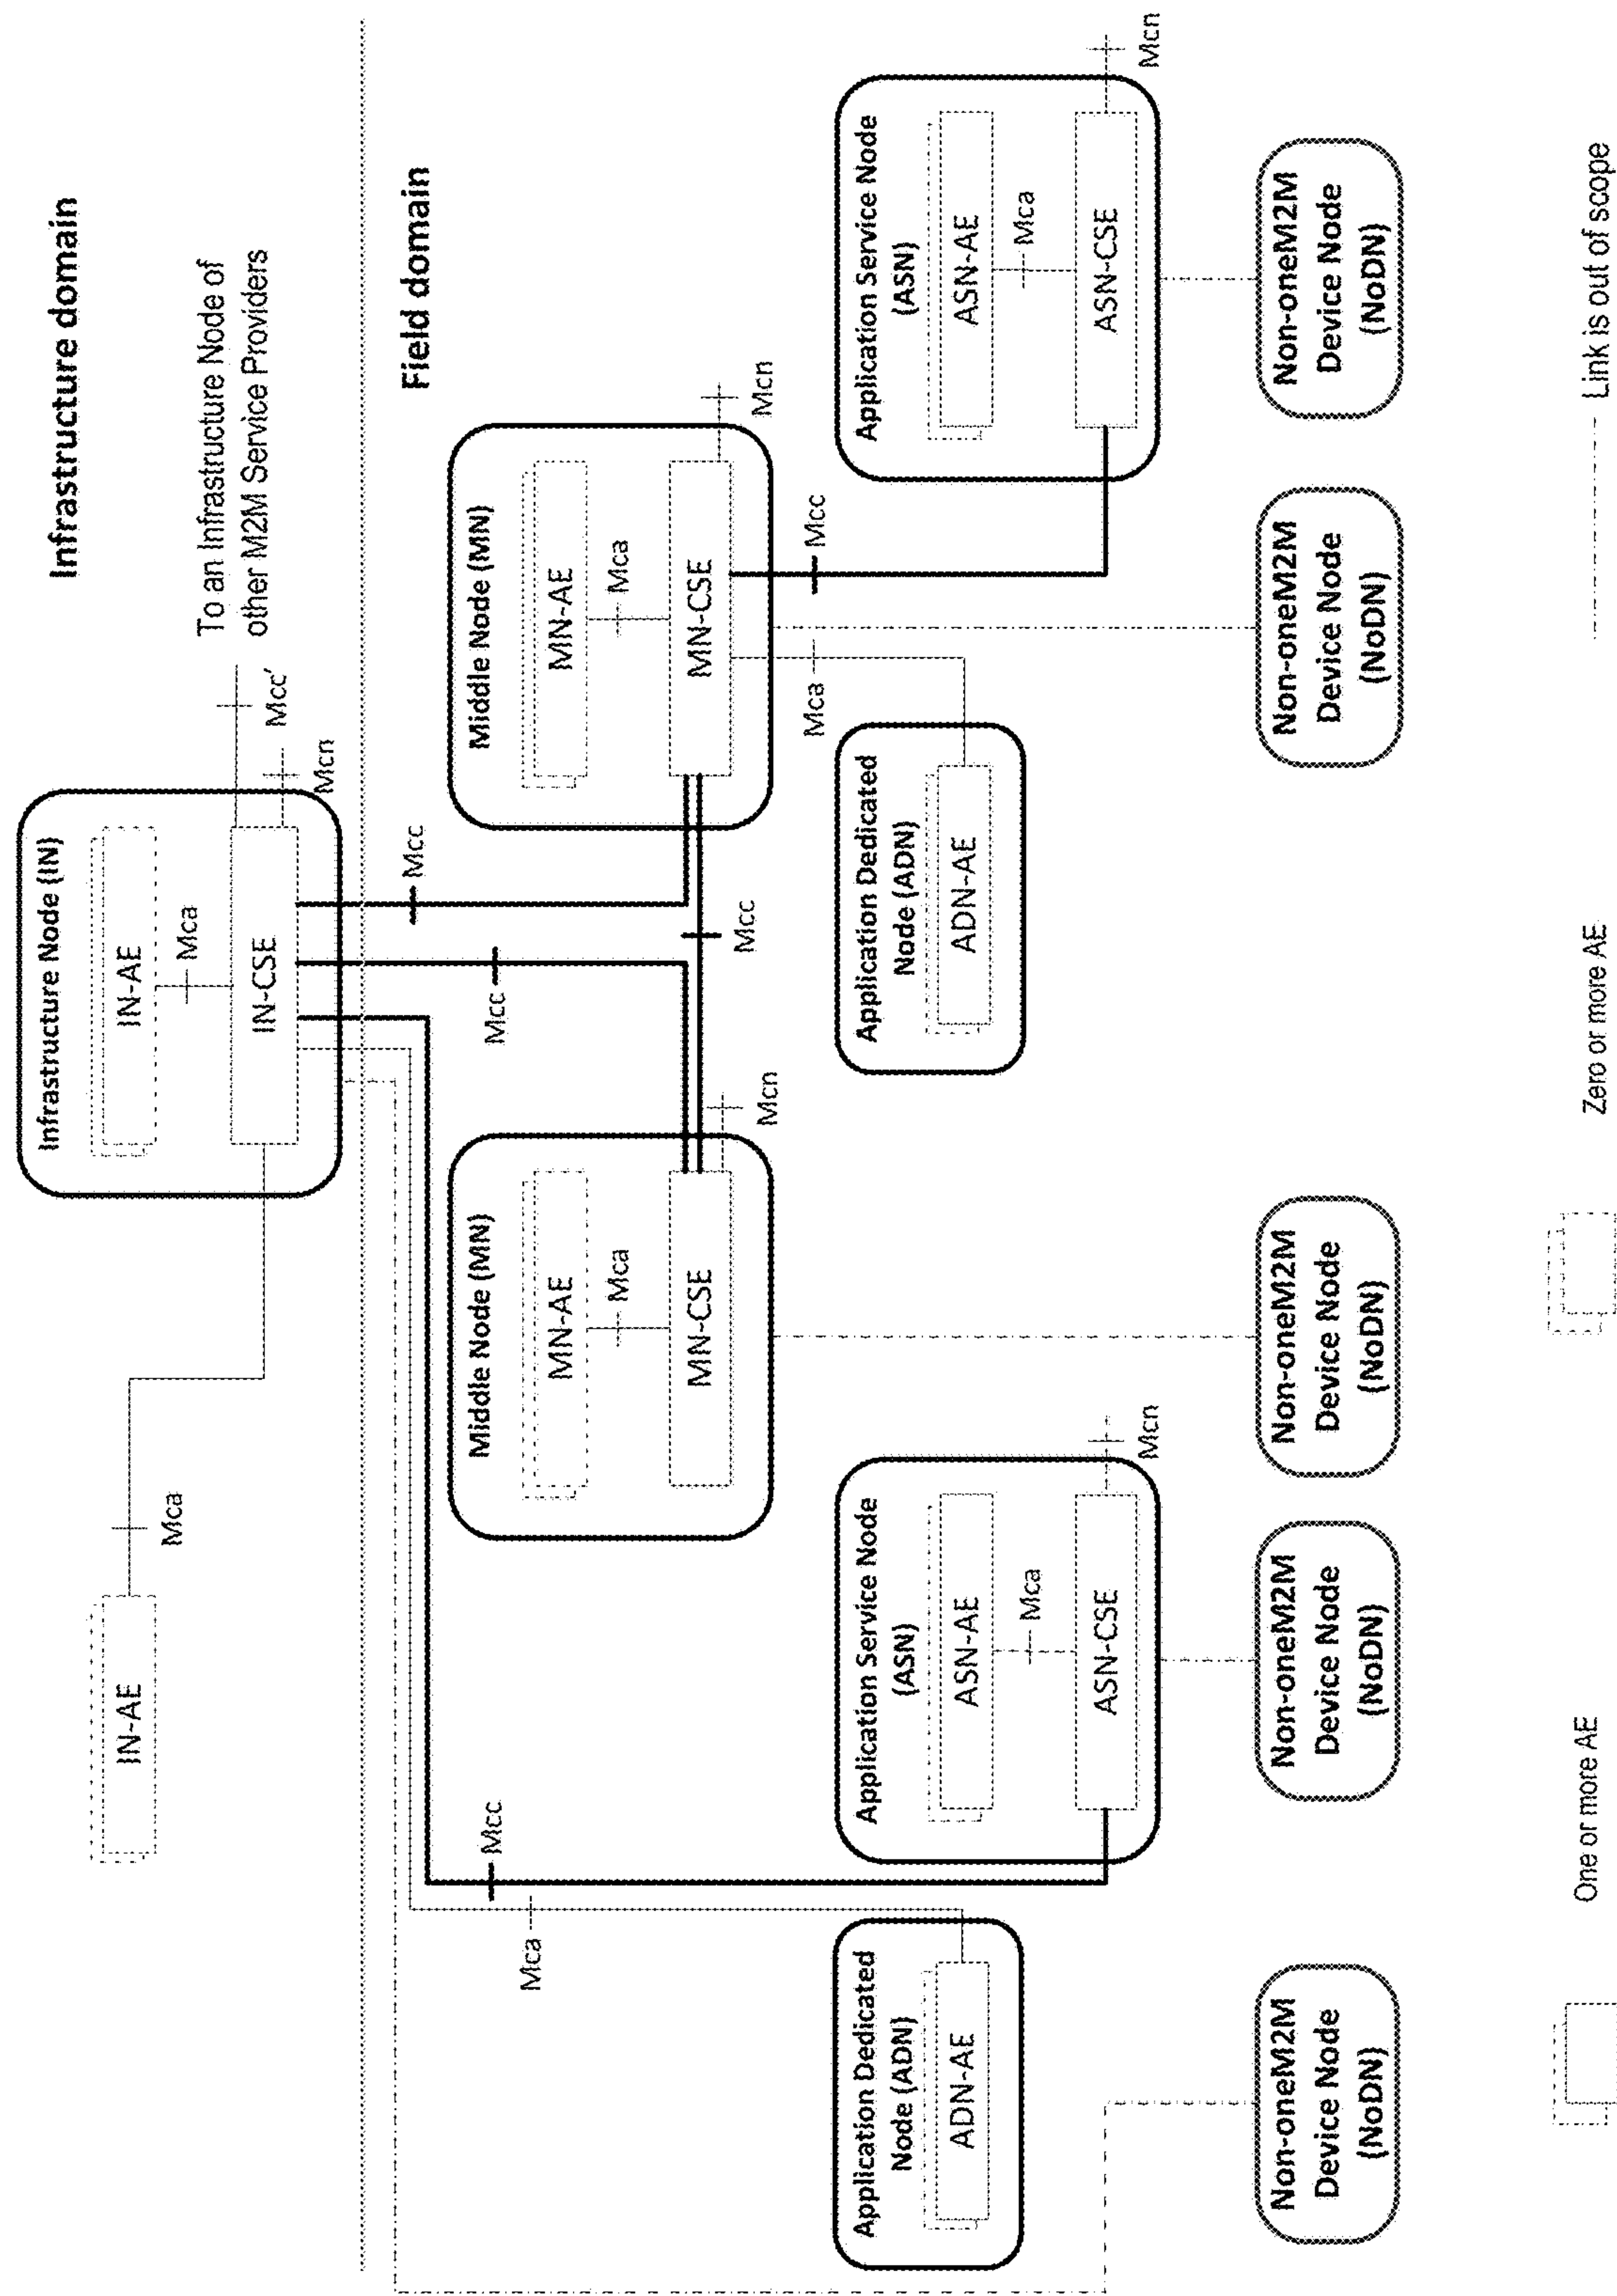 Infrastructure domain
To an Infrastructure Node of
other M2M Service Providers
Infrastructure Node (IN)
IN-AE
Mca
IN-CSE
Mcc'
Mcn
IN-AE
Mca
Field domain
Mcc
Mcc
Mcc
Mcc
Mca
Middle Node (MN)
MN-AE
Mca
MN-CSE
Mcn
Middle Node (MN)
MN-AE
Mca
MN-CSE
Mcn
Mca
Mcc
Application Dedicated
Node (ADN)
ADN-AE
Application Service Node
(ASN)
ASN-AE
Mca
ASN-CSE
Mcn
Application Dedicated
Node (ADN)
ADN-AE
Application Service Node
(ASN)
ASN-AE
Mca
ASN-CSE
Mcn
Non-oneM2M
Device Node
(NoDN)
Non-oneM2M
Device Node
(NoDN)
Non-oneM2M
Device Node
(NoDN)
Non-oneM2M
Device Node
(NoDN)
Non-oneM2M
Device Node
(NoDN)
One or more AE
Zero or more AE
Link is out of scope